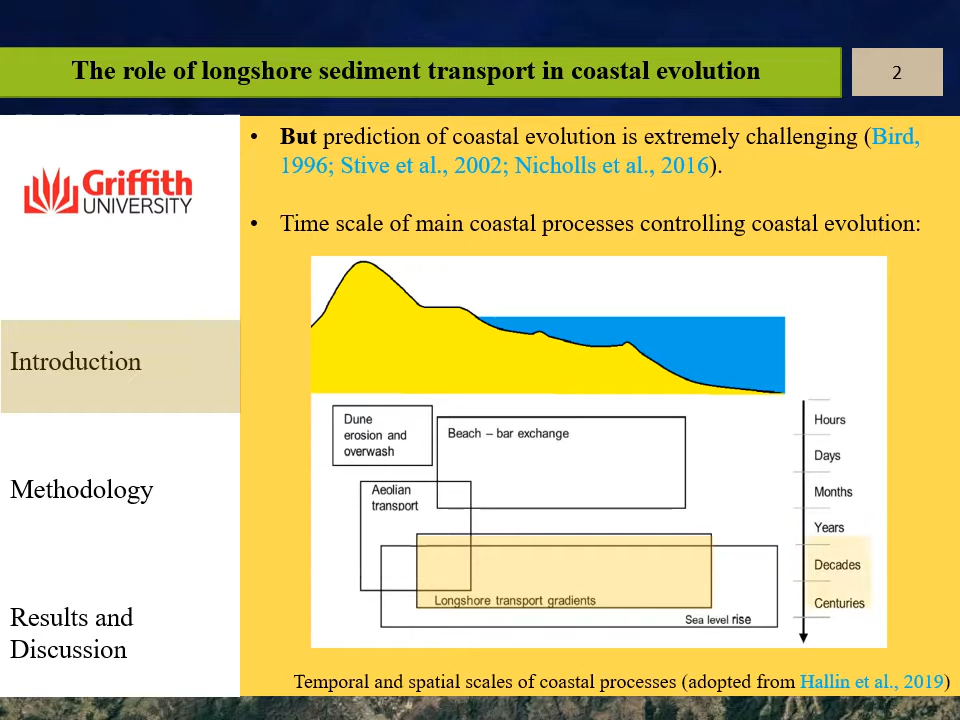 The role of longshore sediment transport in coastal evolution
2
Griffith
UNIVERSITY
Introduction
Methodology
Results and
Discussion
• But prediction of coastal evolution is extremely challenging (Bird,
1996; Stive et al., 2002; Nicholls et al., 2016).
• Time scale of main coastal processes controlling coastal evolution:
Dune
erosion and
overwash
Beach – bar exchange
Aeolian
transport
Longshore transport gradients
Sea level rise
Hours
Days
Months
Years
Decades
Centuries
Temporal and spatial scales of coastal processes (adopted from Hallin et al., 2019)